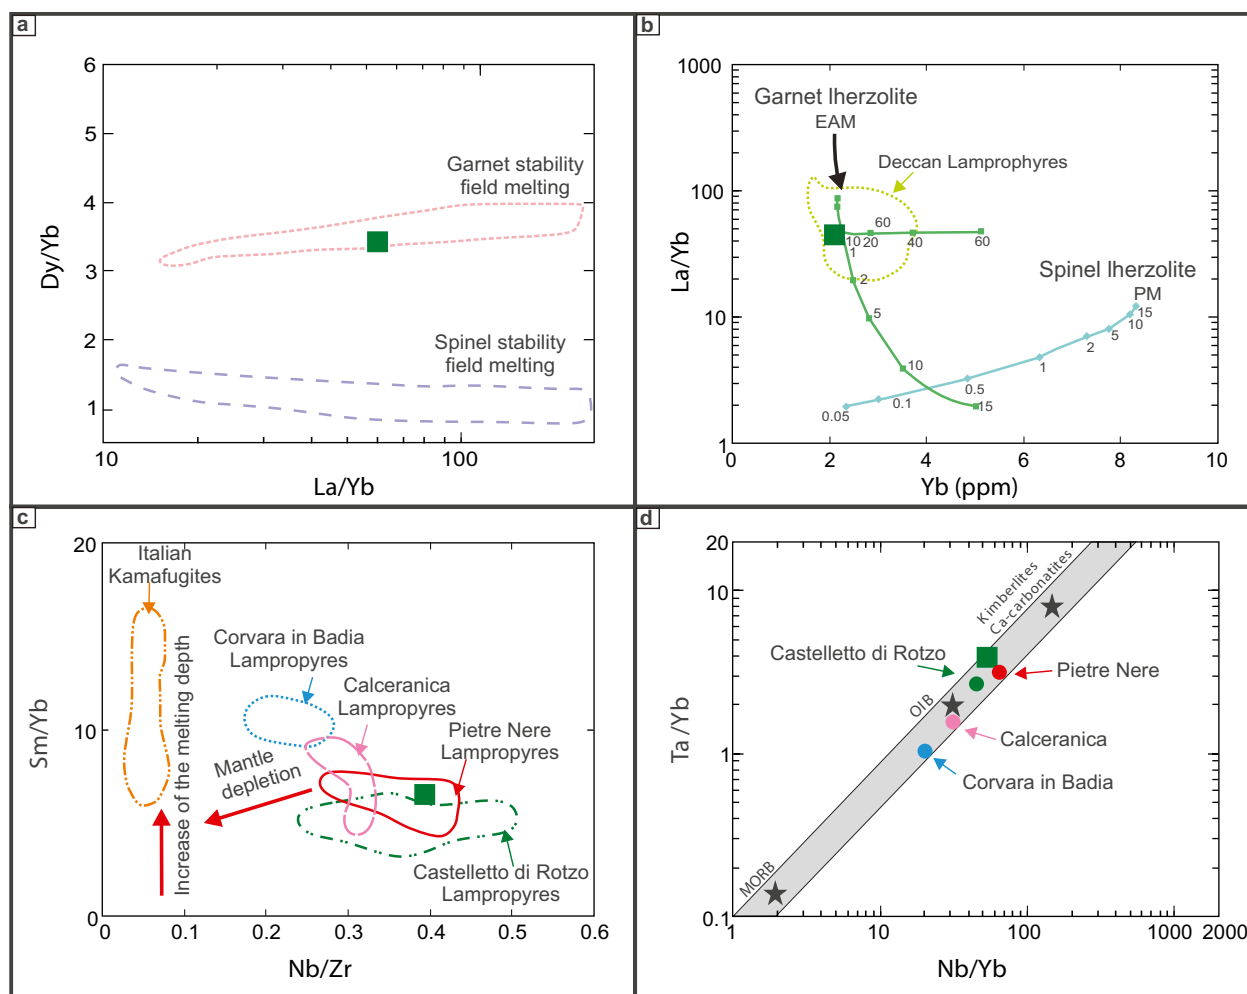 a
6
5
4
3
2
1
10
100
Dy/Yb
La/Yb
Garnet stability
field melting
Spinel stability
field melting
b
1000
100
10
1
0
2
4
6
8
10
La/Yb
Yb (ppm)
Garnet lherzolite
EAM
Deccan Lamprophyres
60
10
20
40
60
1
2
5
10
15
Spinel lherzolite
PM
15
10
5
2
1
0.5
0.1
0.05
c
20
10
0
0
0.1
0.2
0.3
0.4
0.5
0.6
Sm/Yb
Nb/Zr
Italian
Kamafugites
Increase of the melting depth
Corvara in Badia
Lampropyres
Calceranica
Lampropyres
Pietre Nere
Lampropyres
Mantle
depletion
Castelletto di Rotzo
Lampropyres
d
20
10
1
0.1
1
10
100
1000
2000
Ta/Yb
Nb/Yb
Kimberlites
Ca-carbonatites
Castelletto di Rotzo
Pietre Nere
OIB
Calceranica
Corvara in Badia
MORB